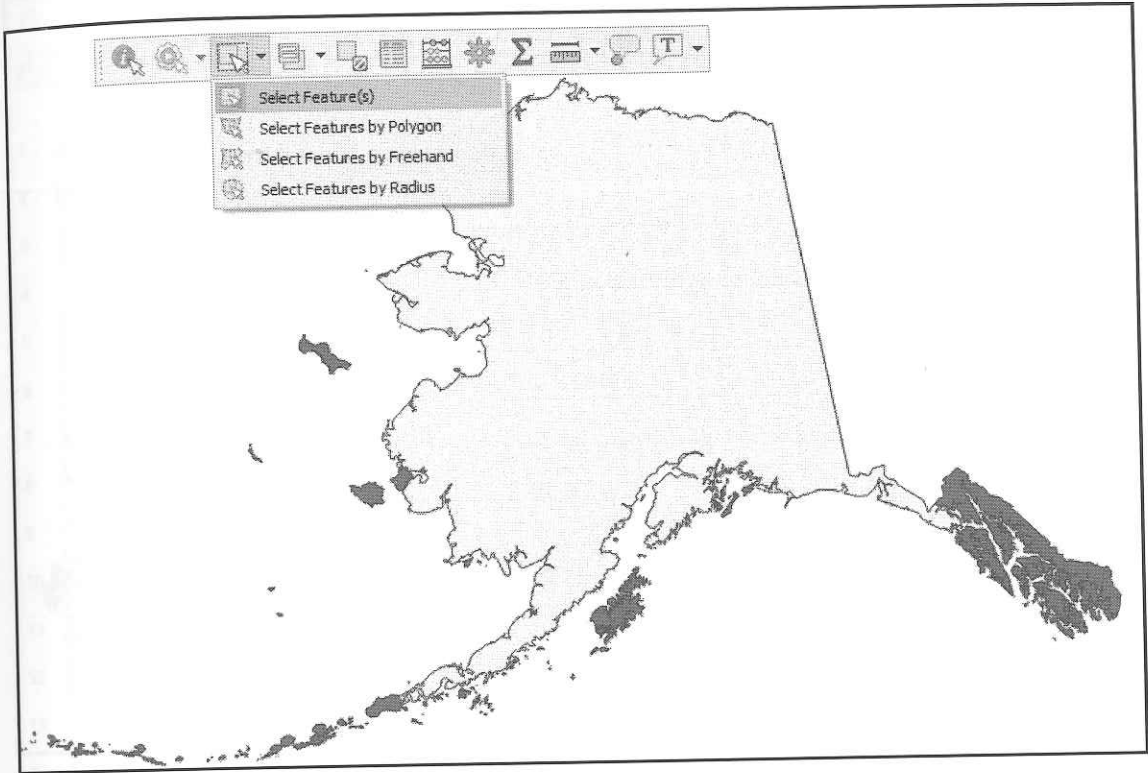 Σ
T
Select Feature(s)
Select Features by Polygon
Select Features by Freehand
Select Features by Radius